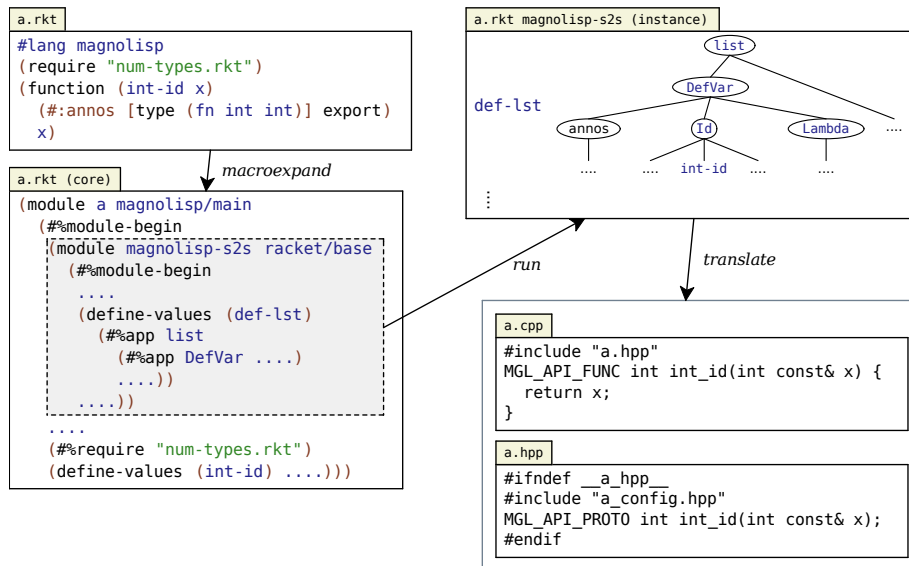 a.rkt
#lang magnolisp
(require "num-types.rkt")
(function (int-id x)
(#:annos [type (fn int int)] export)
x)
macroexpand
a.rkt (core)
(module a magnolisp/main
(#%module-begin
(module magnolisp-s2s racket/base
(#%module-begin
....
(define-values (def-lst)
(#%app list
(#%app DefVar ....)
....))
....))
....
(#%require "num-types.rkt")
(define-values (int-id) ....)))
run
a.rkt magnolisp-s2s (instance)
list
DefVar
def-lst
annos Id Lambda ....
.... .... int-id .... ....
....
translate
a.cpp
#include "a.hpp"
MGL_API_FUNC int int_id(int const& x) {
return x;
}
a.hpp
#ifndef __a_hpp__
#include "a_config.hpp"
MGL_API_PROTO int int_id(int const& x);
#endif